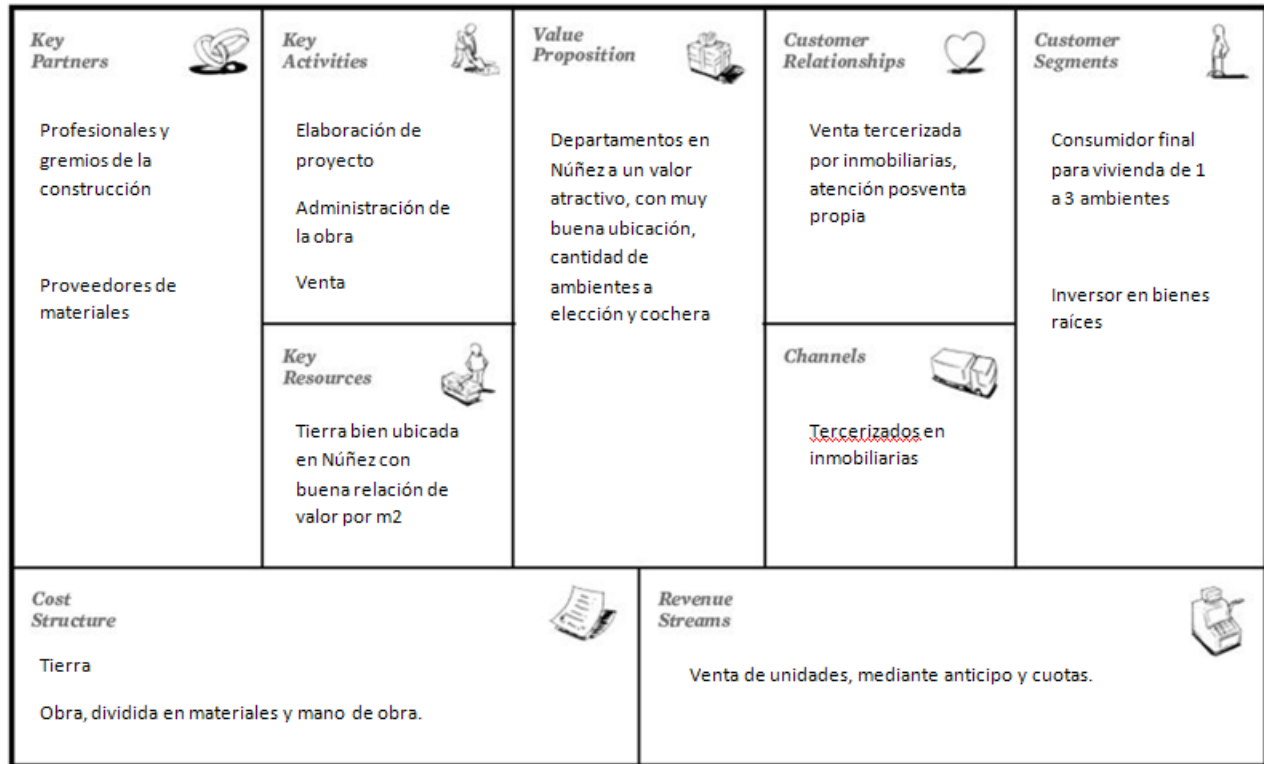 Key
Partners
Profesionales y
gremios de la
construcción
Proveedores de
materiales
Key
Activities
Elaboración de
proyecto
Administración de
la obra
Venta
Key
Resources
Tierra bien ubicada
en Núñez con
buena relación de
valor por m2
Value
Proposition
Departamentos en
Núñez a un valor
atractivo, con muy
buena ubicación,
cantidad de
ambientes a
elección y cochera
Customer
Relationships
Venta tercerizada
por inmobiliarias,
atención posventa
propia
Channels
Tercerizados en
inmobiliarias
Customer
Segments
Consumidor final
para vivienda de 1
a 3 ambientes
Inversor en bienes
raíces
Cost
Structure
Tierra
Obra, dividida en materiales y mano de obra.
Revenue
Streams
Venta de unidades, mediante anticipo y cuotas.